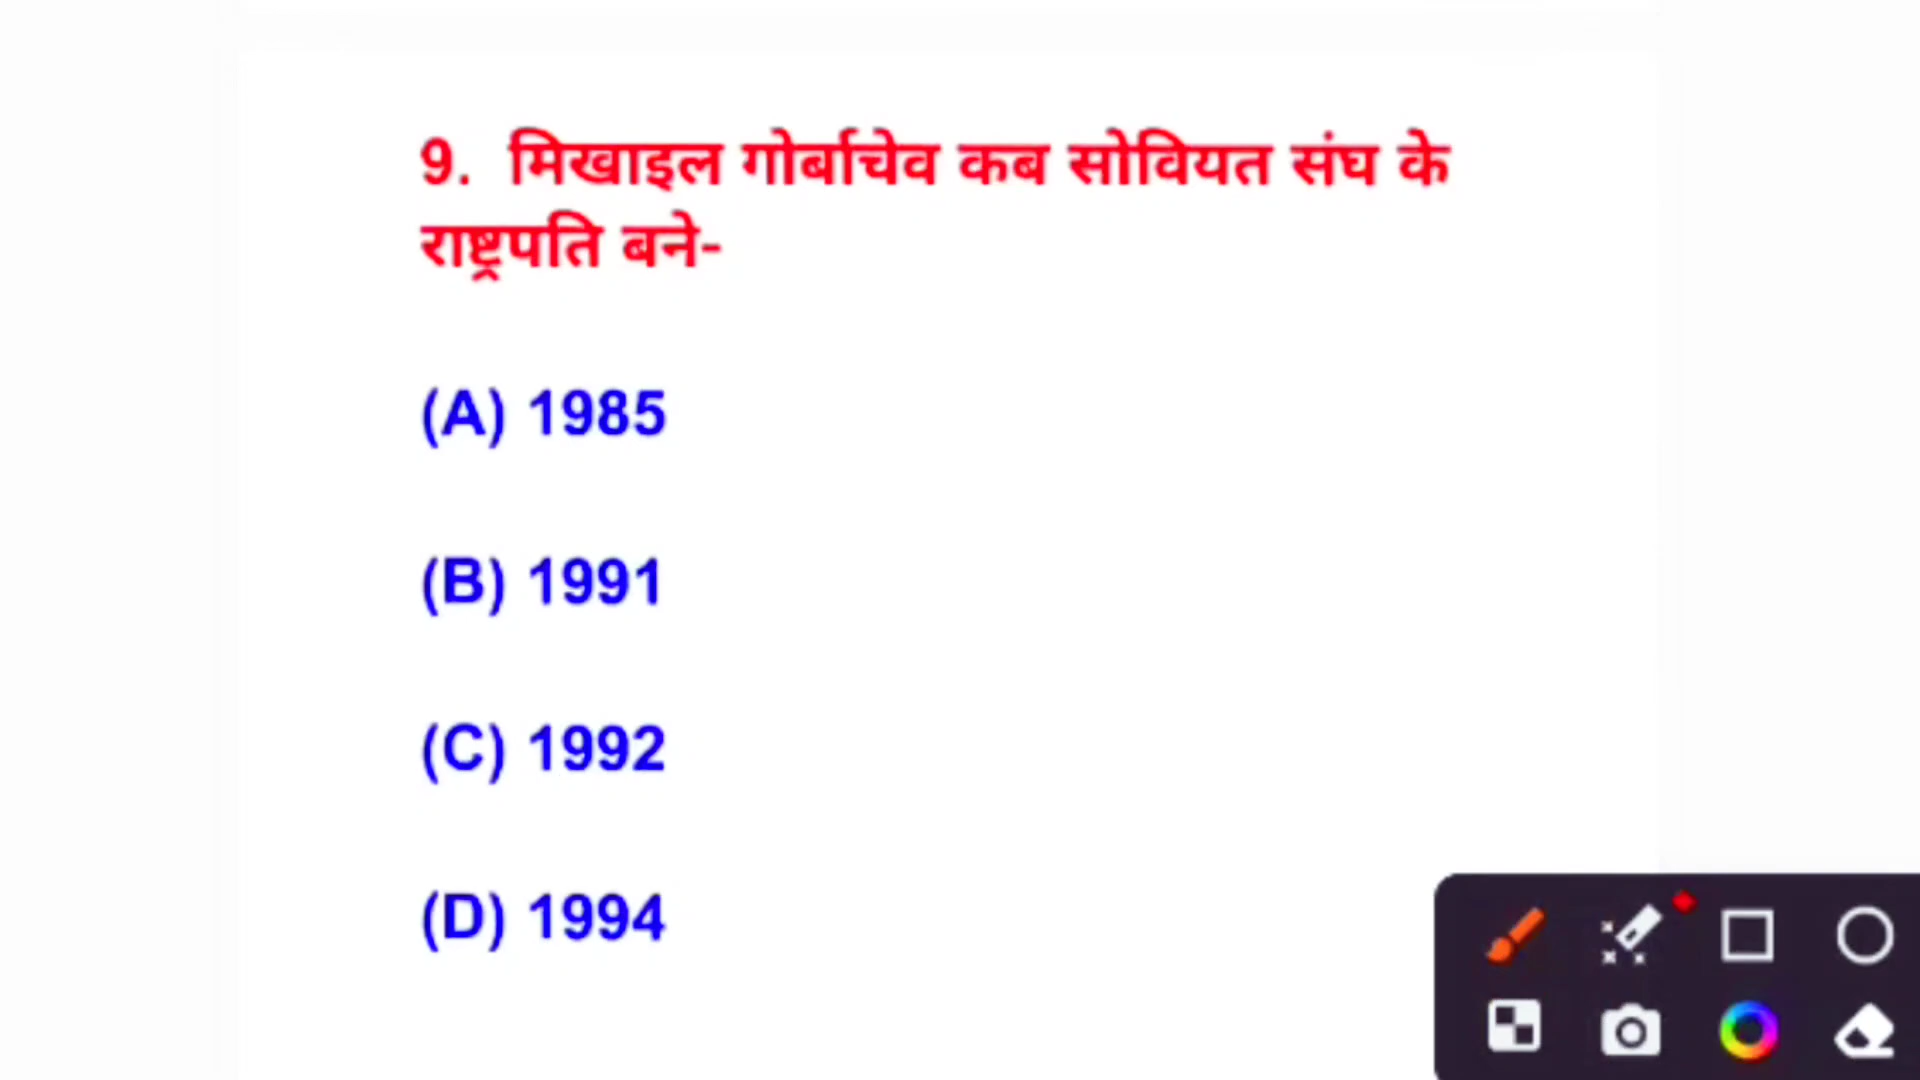 9. मिखाइल गोर्बाचेव कब सोवियत संघ के
राष्ट्रपति बने-
(A) 1985
(B) 1991
(C) 1992
(D) 1994